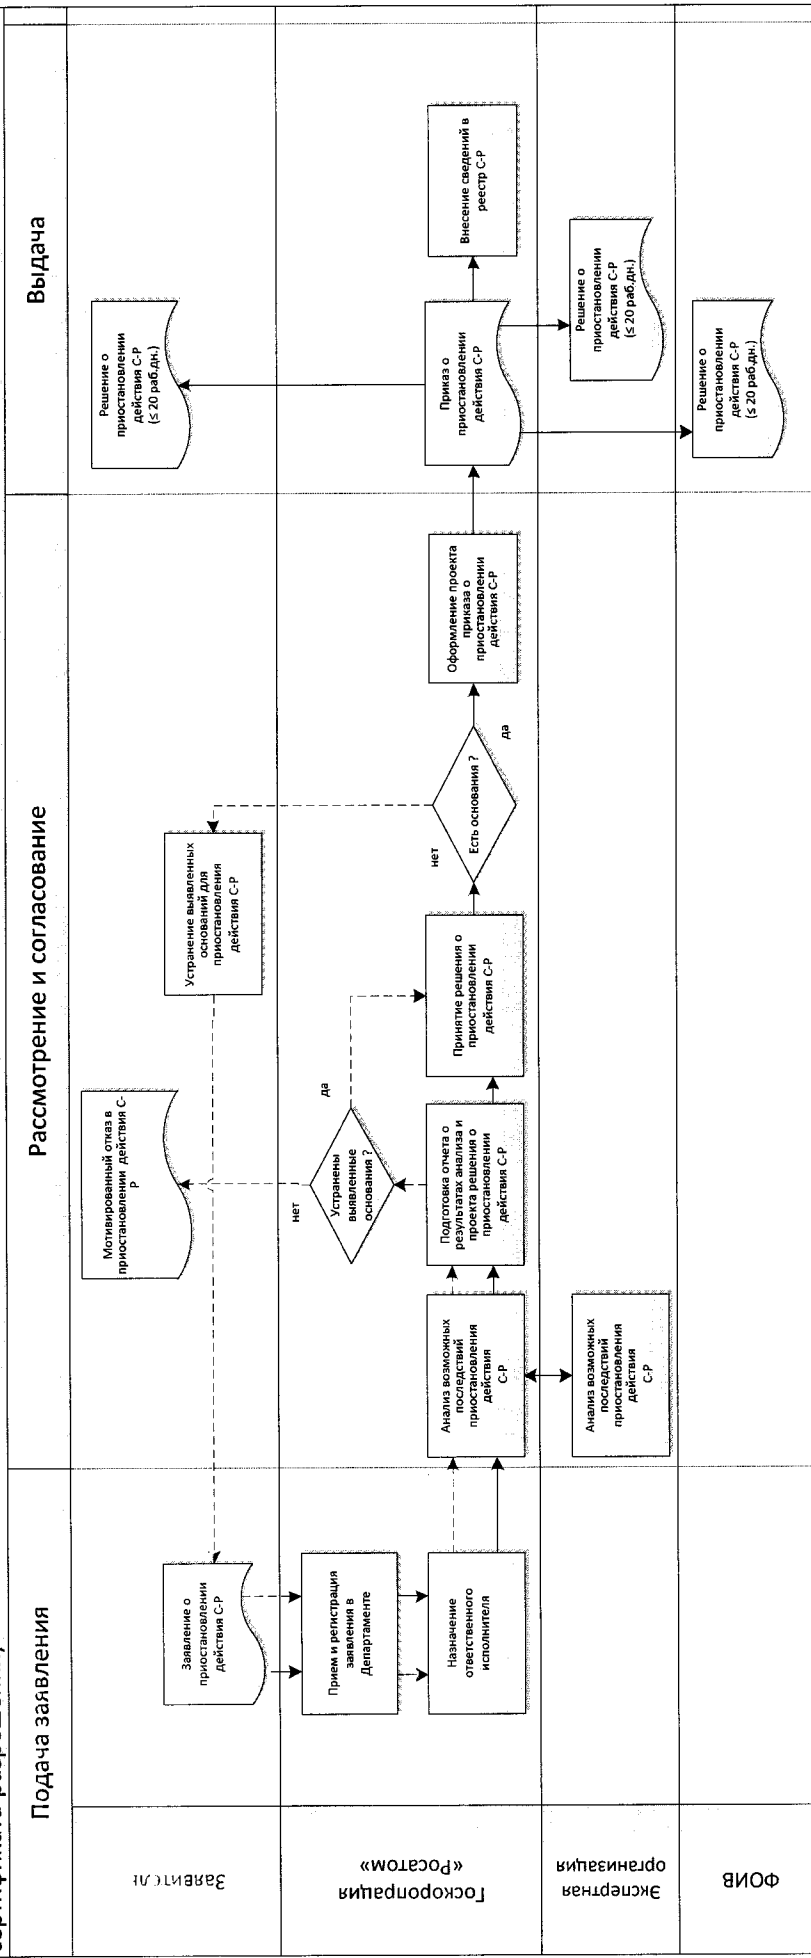 Подача заявления
Рассмотрение и согласование
Выдача
Заявитель
Заявление о
приостановлении
действия С-Р
Мотивированный отказ в
приостановлении действия С-
Р
Устранение выявленных
оснований для
приостановления
действия С-Р
Решение о
приостановлении
действия С-Р
(≤ 20 раб.дн.)
Госкоропрация
«Росатом»
Прием и регистрация
заявления в
Департаменте
Назначение
ответственного
исполнителя
Анализ возможных
последствий
приостановления
действия
С-Р
Подготовка отчета о
результатах анализа и
проекта решения о
приостановлении
действия С-Р
нет
Устранены
выявленные
основания ?
да
Принятие решения о
приостановлении
действия С-Р
нет
Есть основания ?
да
Оформление проекта
приказа о
приостановлении
действия С-Р
Приказ о
приостановлении
действия С-Р
Внесение сведений в
реестр С-Р
Экспертная
организация
Анализ возможных
последствий
приостановления
действия
С-Р
Решение о
приостановлении
действия С-Р
(≤ 20 раб.дн.)
ФОИВ
Решение о
приостановлении
действия С-Р
(≤ 20 раб.дн.)